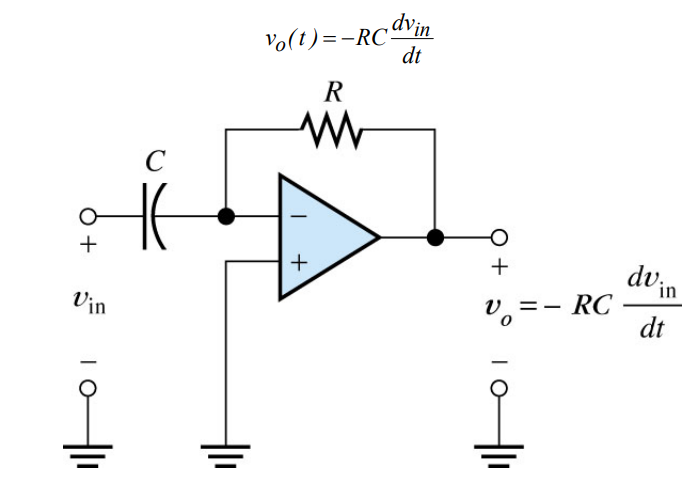 v_o(t)=−RC dv_in/dt
R
C
−
+
+
v_in
−
+
v_o = − RC dv_in/dt
−